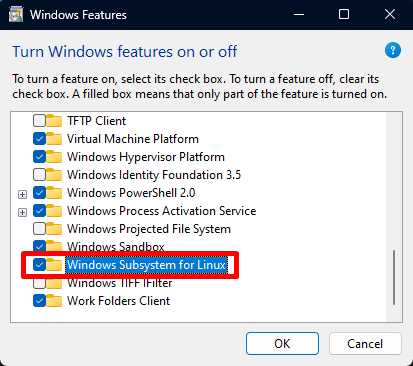 Windows Features
Turn Windows features on or off
?
To turn a feature on, select its check box. To turn a feature off, clear its
check box. A filled box means that only part of the feature is turned on.
TFTP Client
Virtual Machine Platform
Windows Hypervisor Platform
Windows Identity Foundation 3.5
Windows PowerShell 2.0
Windows Process Activation Service
Windows Projected File System
Windows Sandbox
Windows Subsystem for Linux
Windows TIFF IFilter
Work Folders Client
OK
Cancel